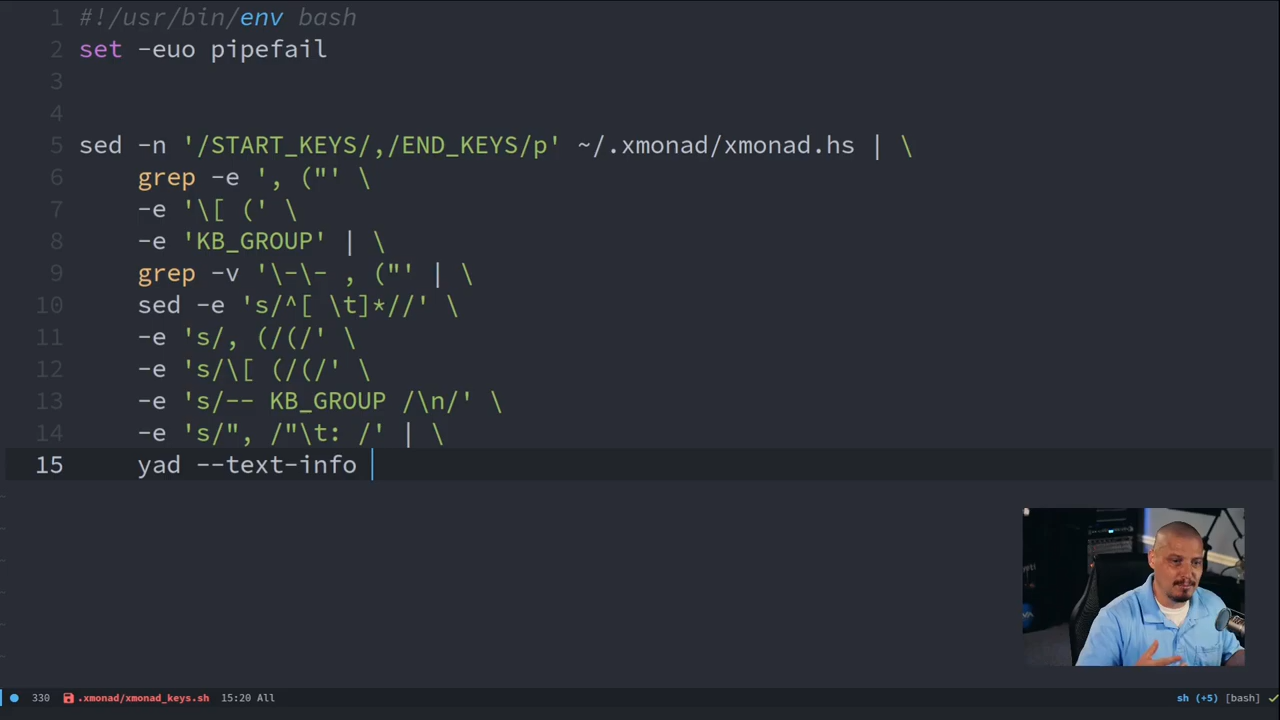 1 #!/usr/bin/env bash
2 set -euo pipefail
3
4
5 sed -n '/START_KEYS/,/END_KEYS/p' ~/.xmonad/xmonad.hs | \
6 grep -e ', ("' \
7 -e '\[ (' \
8 -e 'KB_GROUP' | \
9 grep -v '\-\- , ("' | \
10 sed -e 's/^[ \t]*//' \
11 -e 's/, (/(/' \
12 -e 's/\[ (/(/' \
13 -e 's/-- KB_GROUP /\n/' \
14 -e 's/", /"\t: /' | \
15 yad --text-info
330 .xmonad/xmonad_keys.sh 15:20 All sh (+5) [bash]